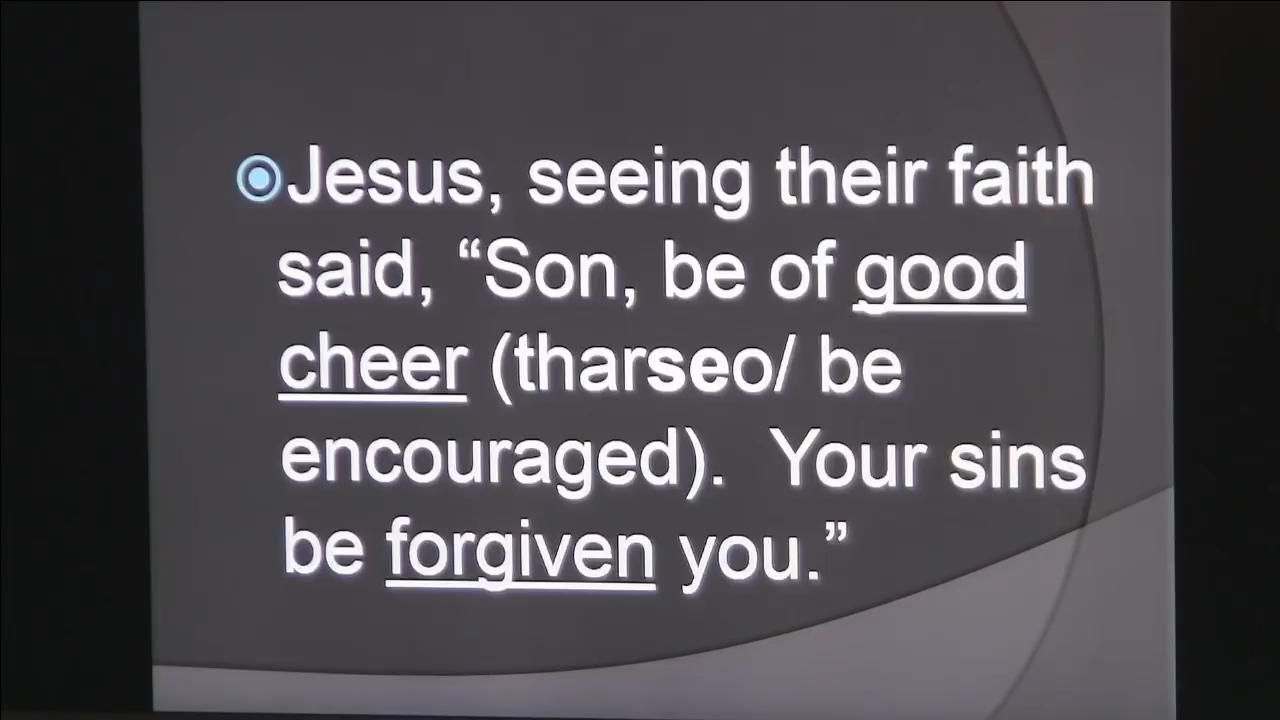 Jesus, seeing their faith
said, “Son, be of good
cheer (tharseo/ be
encouraged).  Your sins
be forgiven you.”